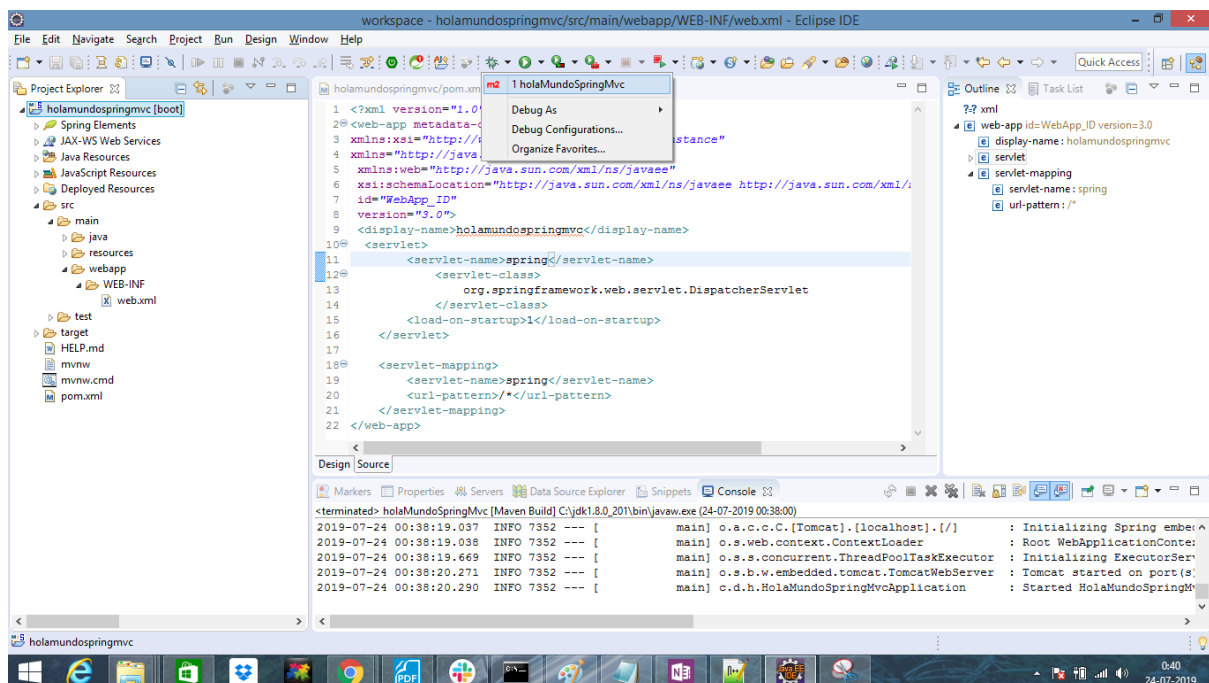 workspace - holamundospringmvc/src/main/webapp/WEB-INF/web.xml - Eclipse IDE
File Edit Navigate Search Project Run Design Window Help
Quick Access
Project Explorer
holamundospringmvc [boot]
Spring Elements
JAX-WS Web Services
Java Resources
JavaScript Resources
Deployed Resources
src
main
java
resources
webapp
WEB-INF
web.xml
test
target
HELP.md
mvnw
mvnw.cmd
pom.xml
holamundospringmvc/pom.xm
m2 1 holaMundoSpringMvc
Debug As
Debug Configurations...
Organize Favorites...
1 <?xml version="1.0"
2 <web-app metadata-c
3 xmlns:xsi="http://w stance"
4 xmlns="http://java.
5 xmlns:web="http://java.sun.com/xml/ns/javaee"
6 xsi:schemaLocation="http://java.sun.com/xml/ns/javaee http://java.sun.com/xml/
7 id="WebApp_ID"
8 version="3.0">
9 <display-name>holamundospringmvc</display-name>
10 <servlet>
11 <servlet-name>spring</servlet-name>
12 <servlet-class>
13 org.springframework.web.servlet.DispatcherServlet
14 </servlet-class>
15 <load-on-startup>1</load-on-startup>
16 </servlet>
17
18 <servlet-mapping>
19 <servlet-name>spring</servlet-name>
20 <url-pattern>/*</url-pattern>
21 </servlet-mapping>
22 </web-app>
Design Source
Outline Task List
?=? xml
e web-app id=WebApp_ID version=3.0
e display-name : holamundospringmvc
e servlet
e servlet-mapping
e servlet-name : spring
e url-pattern : /*
Markers Properties Servers Data Source Explorer Snippets Console
<terminated> holaMundoSpringMvc [Maven Build] C:\jdk1.8.0_201\bin\javaw.exe (24-07-2019 00:38:00)
2019-07-24 00:38:19.037 INFO 7352 --- [ main] o.a.c.c.C.[Tomcat].[localhost].[/] : Initializing Spring embec
2019-07-24 00:38:19.038 INFO 7352 --- [ main] o.s.web.context.ContextLoader : Root WebApplicationConte
2019-07-24 00:38:19.669 INFO 7352 --- [ main] o.s.s.concurrent.ThreadPoolTaskExecutor : Initializing ExecutorSer
2019-07-24 00:38:20.271 INFO 7352 --- [ main] o.s.b.w.embedded.tomcat.TomcatWebServer : Tomcat started on port(s
2019-07-24 00:38:20.290 INFO 7352 --- [ main] c.d.h.HolaMundoSpringMvcApplication : Started HolaMundoSpringM
holamundospringmvc
0:40
24-07-2019